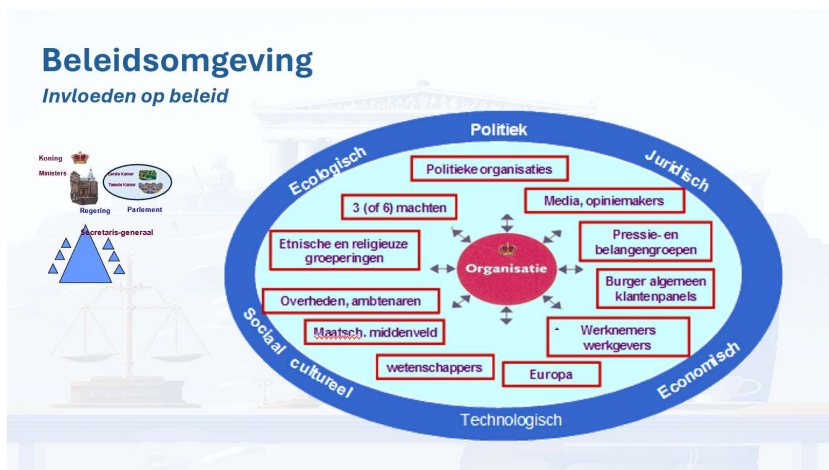 Beleidsomgeving
Invloeden op beleid
Koning
Ministers
Eerste Kamer
Tweede Kamer
Regering
Parlement
Secretaris-generaal
Politiek
Ecologisch
Juridisch
Politieke organisaties
3 (of 6) machten
Media, opiniemakers
Etnische en religieuze
groeperingen
Pressie- en
belangengroepen
Organisatie
Burger algemeen
klantenpanels
Overheden, ambtenaren
Maatsch. middenveld
Werknemers
werkgevers
wetenschappers
Europa
Sociaal cultureel
Economisch
Technologisch